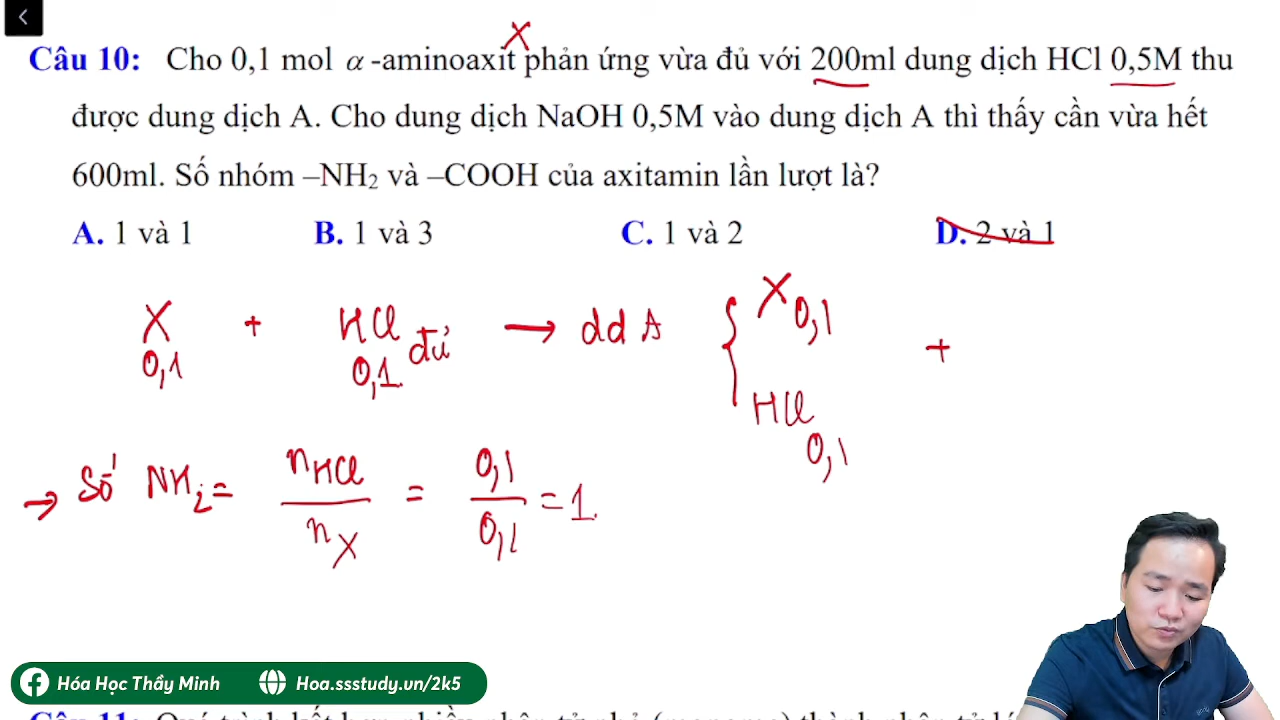 X
Câu 10: Cho 0,1 mol α -aminoaxit phản ứng vừa đủ với 200ml dung dịch HCl 0,5M thu
được dung dịch A. Cho dung dịch NaOH 0,5M vào dung dịch A thì thấy cần vừa hết
600ml. Số nhóm –NH₂ và –COOH của axitamin lần lượt là?
A. 1 và 1 B. 1 và 3 C. 1 và 2 D. 2 và 1
X + HCl đủ → dd A { X 0,1 +
0,1 0,1
HCl 0,1
→ Số NH₂ = nHCl / nX = 0,1 / 0,1 = 1
Hóa Học Thầy Minh Hoa.ssstudy.vn/2k5